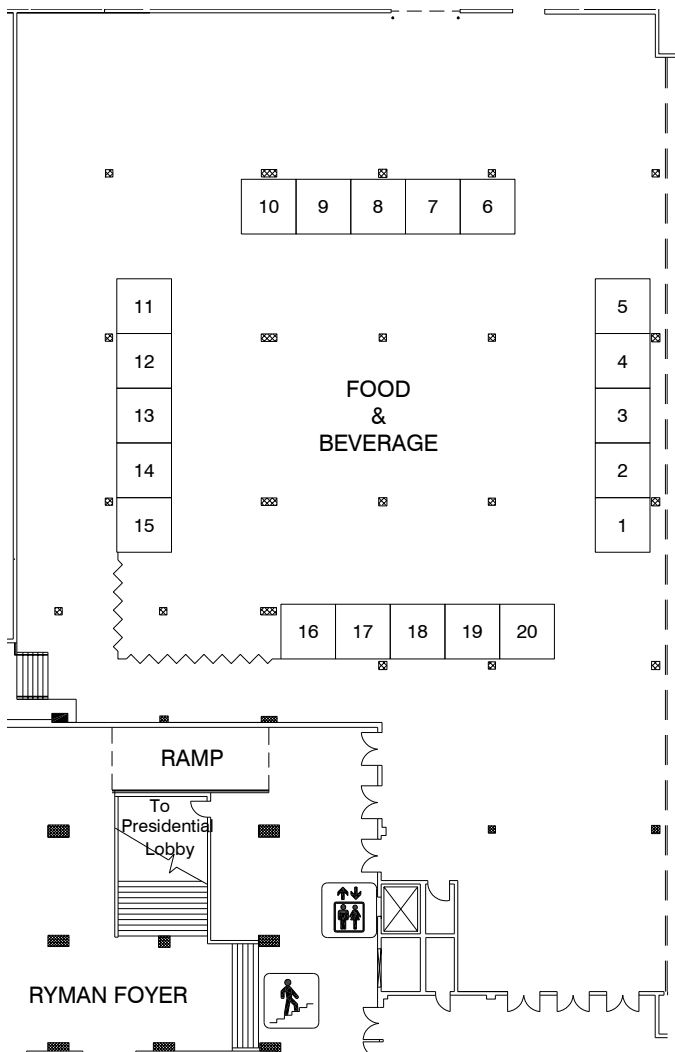 10 9 8 7 6
11
5
12
4
FOOD
&
BEVERAGE
13
3
14
2
15
1
16 17 18 19 20
RAMP
To
Presidential
Lobby
RYMAN FOYER